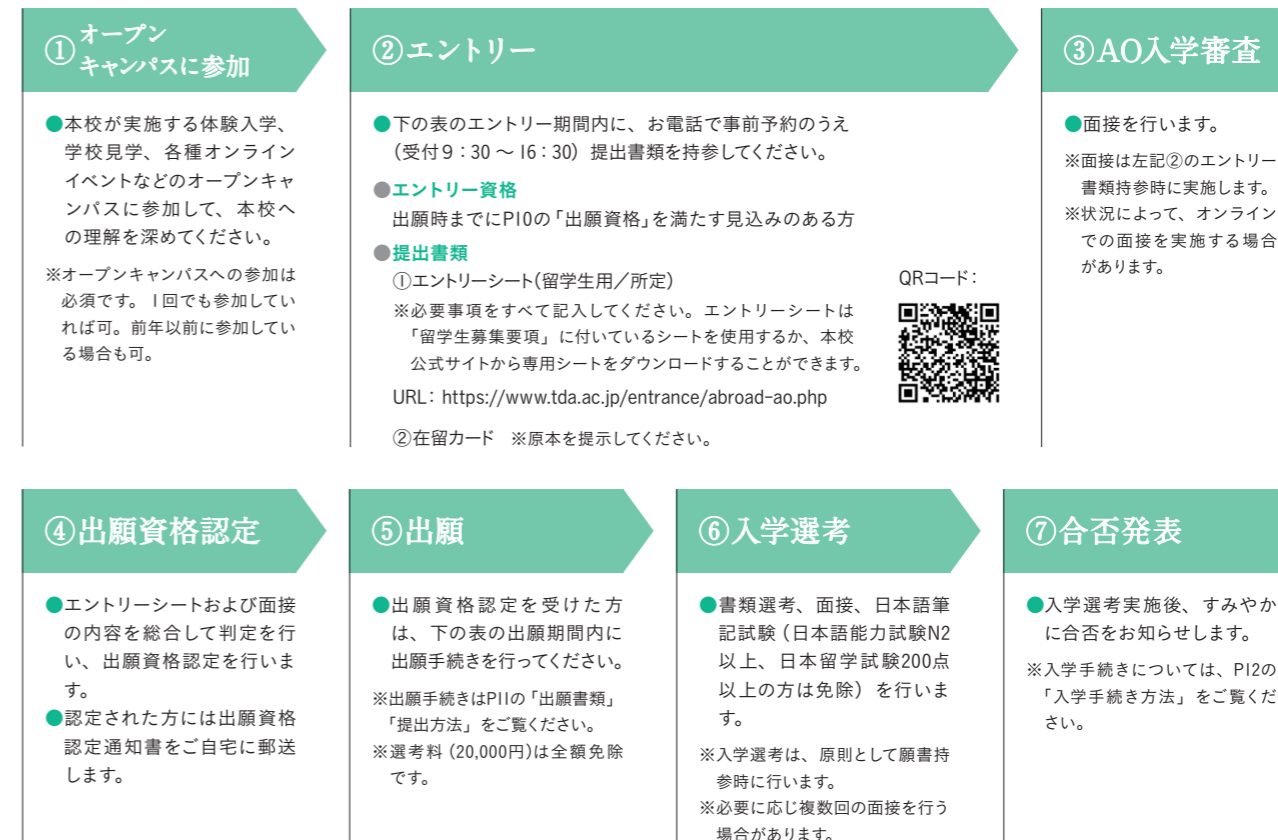 ①オープン
キャンパスに参加
●本校が実施する体験入学、
学校見学、各種オンライン
イベントなどのオープンキャ
ンパスに参加して、本校へ
の理解を深めてください。
※オープンキャンパスへの参加は
必須です。1回でも参加してい
れば可。前年以前に参加してい
る場合も可。
②エントリー
●下の表のエントリー期間内に、お電話で事前予約のうえ
(受付9:30～16:30)提出書類を持参してください。
●エントリー資格
出願時までにP10の「出願資格」を満たす見込みのある方
●提出書類
①エントリーシート(留学生用／所定)
※必要事項をすべて記入してください。エントリーシートは
「留学生募集要項」に付いているシートを使用するか、本校
公式サイトから専用シートをダウンロードすることができます。
URL：https://www.tda.ac.jp/entrance/abroad-ao.php
②在留カード ※原本を提示してください。
QRコード：
③AO入学審査
●面接を行います。
※面接は左記②のエントリー
書類持参時に実施します。
※状況によって、オンライン
での面接を実施する場合
があります。
④出願資格認定
●エントリーシートおよび面接
の内容を総合して判定を行
い、出願資格認定を行いま
す。
●認定された方には出願資格
認定通知書をご自宅に郵送
します。
⑤出願
●出願資格認定を受けた方
は、下の表の出願期間内に
出願手続きを行ってください。
※出願手続きはP11の「出願書類」
「提出方法」をご覧ください。
※選考料(20,000円)は全額免除
です。
⑥入学選考
●書類選考、面接、日本語筆
記試験(日本語能力試験N2
以上、日本留学試験200点
以上の方は免除)を行いま
す。
※入学選考は、原則として願書持
参時に行います。
※必要に応じ複数回の面接を行う
場合があります。
⑦合否発表
●入学選考実施後、すみやか
に合否をお知らせします。
※入学手続きについては、P12の
「入学手続き方法」をご覧くだ
さい。